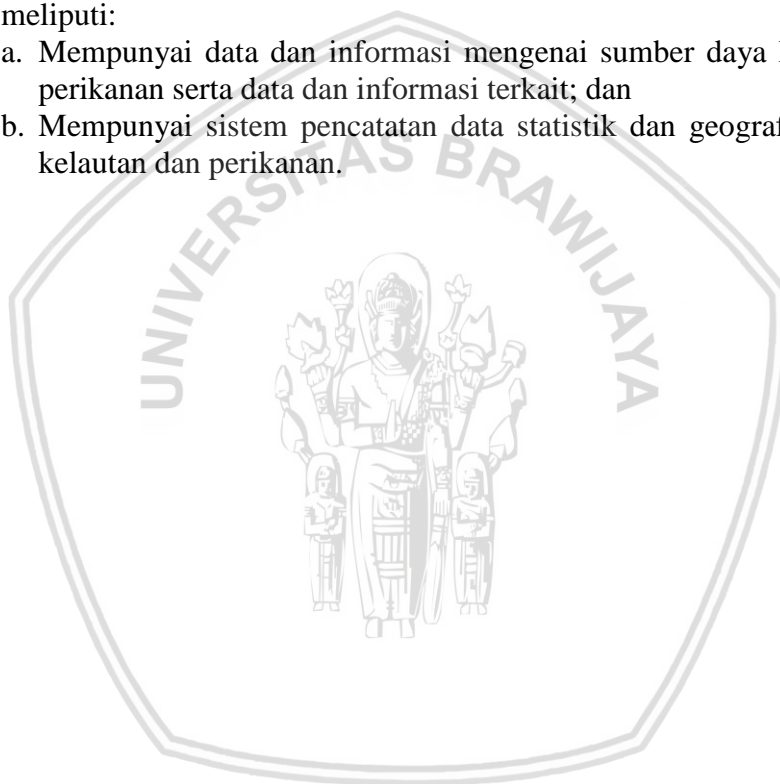 meliputi:
a. Mempunyai data dan informasi mengenai sumber daya
perikanan serta data dan informasi terkait; dan
b. Mempunyai sistem pencatatan data statistik dan
kelautan dan perikanan.
UNIVERSITAS BRAWIJAYA